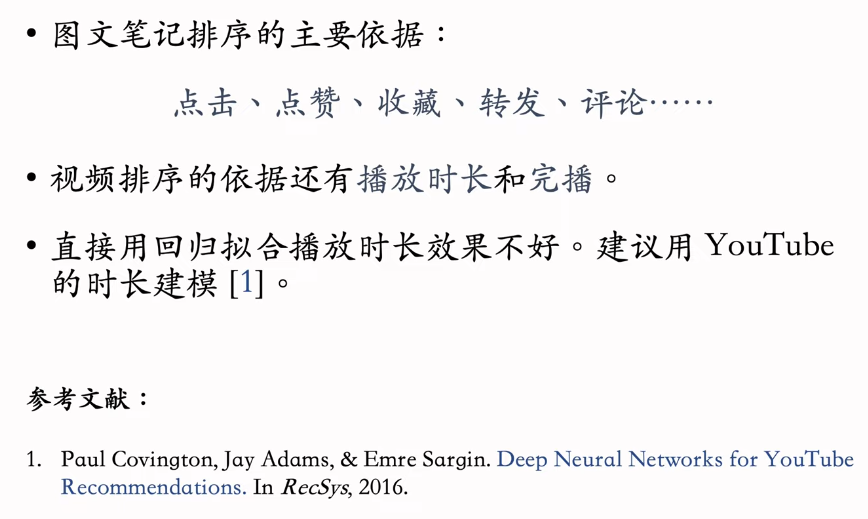 • 图文笔记排序的主要依据：
点击、点赞、收藏、转发、评论……
• 视频排序的依据还有播放时长和完播。
• 直接用回归拟合播放时长效果不好。建议用 YouTube
的时长建模 [1]。
参考文献：
1. Paul Covington, Jay Adams, & Emre Sargin. Deep Neural Networks for YouTube
Recommendations. In RecSys, 2016.